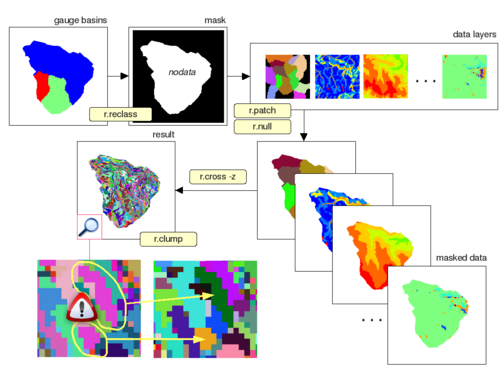 gauge basins
mask
data layers
nodata
r.reclass
r.patch
r.null
result
r.cross -z
r.clump
masked data